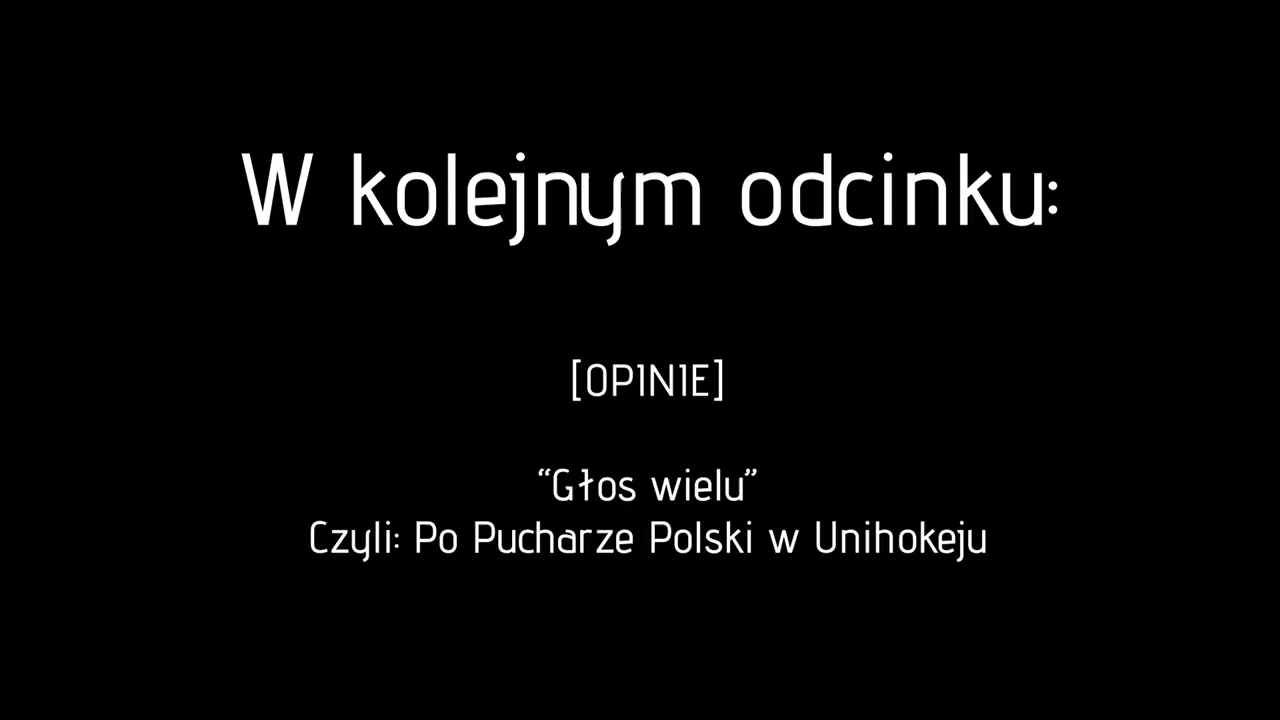 W kolejnym odcinku:
[OPINIE]
“Głos wielu”
Czyli: Po Pucharze Polski w Unihokeju